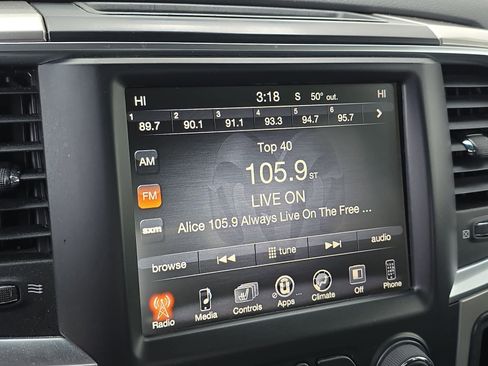 HI 3:18 S 50° out. HI
1 89.7 2 90.1 3 91.1 4 93.3 5 94.7 6 95.7
AM
Top 40
105.9 ST
FM
LIVE ON
sxm
Alice 105.9 Always Live On The Free ...
browse tune audio
Radio Media Controls Apps Climate Off Phone